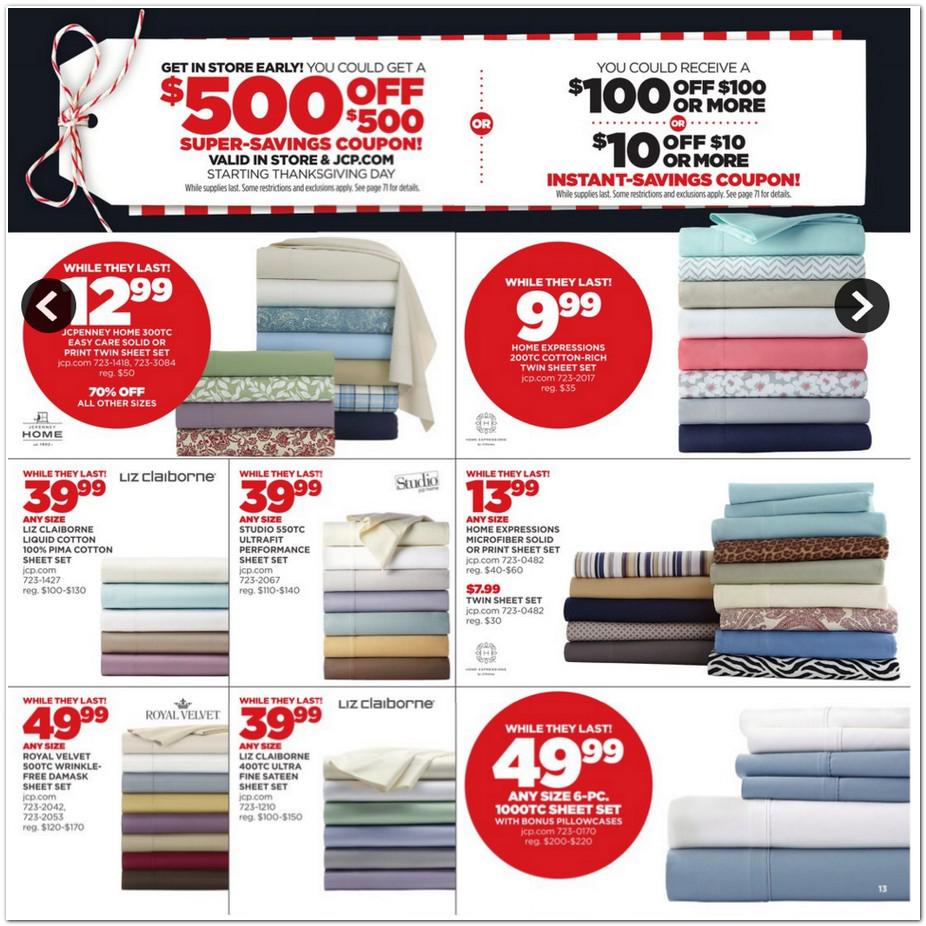 GET IN STORE EARLY! YOU COULD GET A
$500 OFF $500
SUPER-SAVINGS COUPON!
VALID IN STORE & JCP.COM
STARTING THANKSGIVING DAY
While supplies last. Some restrictions and exclusions apply. See page 71 for details.
OR
YOU COULD RECEIVE A
$100 OFF $100 OR MORE
OR
$10 OFF $10 OR MORE
INSTANT-SAVINGS COUPON!
While supplies last. Some restrictions and exclusions apply. See page 71 for details.
WHILE THEY LAST!
12.99
JCPENNEY HOME 300TC
EASY CARE SOLID OR
PRINT TWIN SHEET SET
jcp.com 723-1418, 723-3084
reg. $50
70% OFF
ALL OTHER SIZES
JCPENNEY
HOME
WHILE THEY LAST!
9.99
HOME EXPRESSIONS
200TC COTTON-RICH
TWIN SHEET SET
jcp.com 723-2017
reg. $35
H
HOME EXPRESSIONS
WHILE THEY LAST!
39.99
ANY SIZE
LIZ CLAIBORNE
LIQUID COTTON
100% PIMA COTTON
SHEET SET
jcp.com
723-1427
reg. $100-$130
LIZ claiborne
WHILE THEY LAST!
39.99
ANY SIZE
STUDIO 550TC
ULTRAFIT
PERFORMANCE
SHEET SET
jcp.com
723-2067
reg. $110-$140
Studio
jcp home
WHILE THEY LAST!
13.99
ANY SIZE
HOME EXPRESSIONS
MICROFIBER SOLID
OR PRINT SHEET SET
jcp.com 723-0482
reg. $40-$60
$7.99
TWIN SHEET SET
jcp.com 723-0482
reg. $30
H
HOME EXPRESSIONS
WHILE THEY LAST!
49.99
ANY SIZE
ROYAL VELVET
500TC WRINKLE-
FREE DAMASK
SHEET SET
jcp.com
723-2042,
723-2053
reg. $120-$170
ROYAL VELVET
WHILE THEY LAST!
39.99
ANY SIZE
LIZ CLAIBORNE
400TC ULTRA
FINE SATEEN
SHEET SET
jcp.com
723-1210
reg. $100-$150
LIZ claiborne
WHILE THEY LAST!
49.99
ANY SIZE 6-PC.
1000TC SHEET SET
WITH BONUS PILLOWCASES
jcp.com 723-0170
reg. $200-$220
13